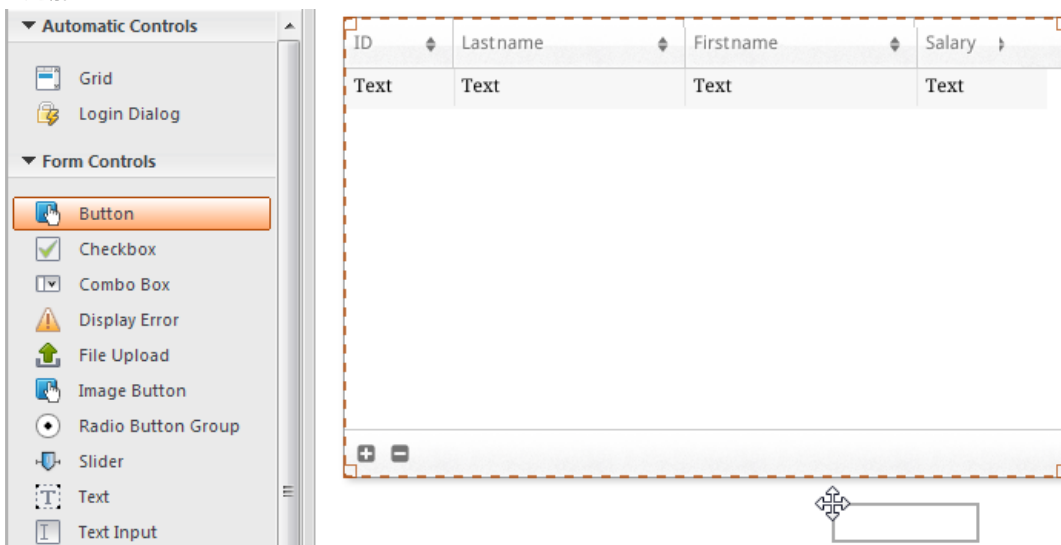 Automatic Controls
Grid
Login Dialog
Form Controls
Button
Checkbox
Combo Box
Display Error
File Upload
Image Button
Radio Button Group
Slider
Text
Text Input
ID Lastname Firstname Salary
Text Text Text Text